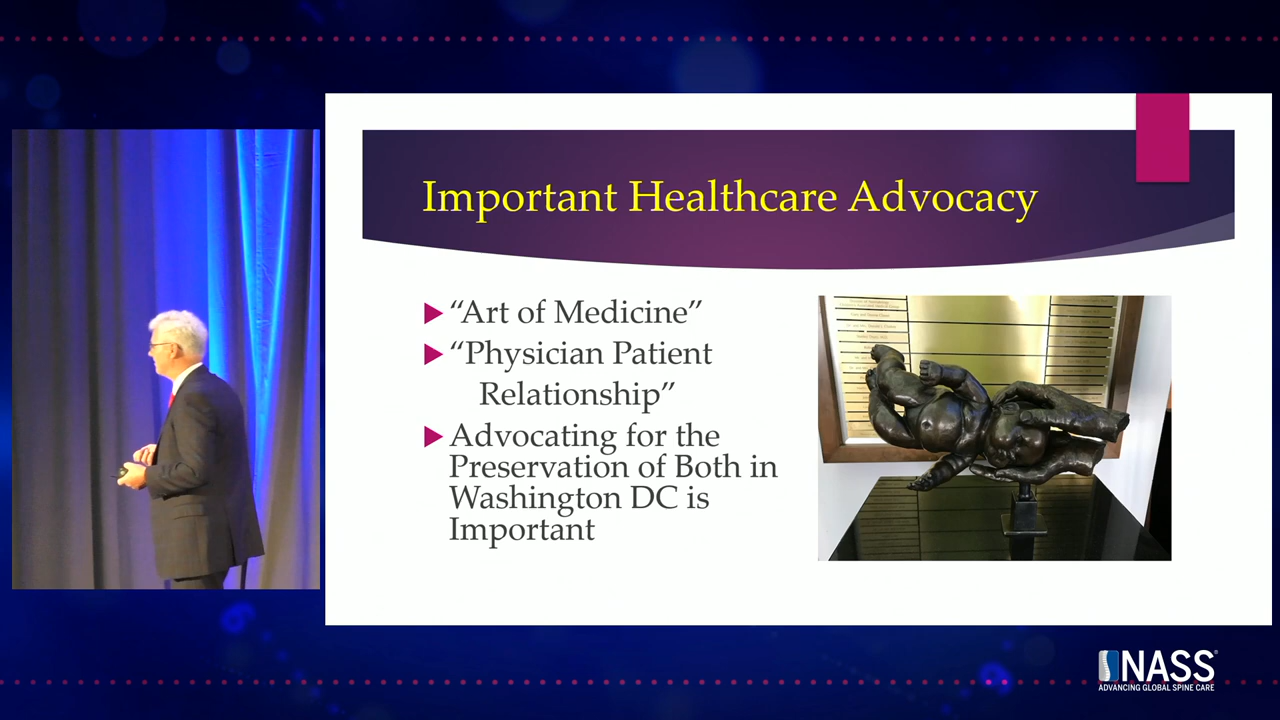 Important Healthcare Advocacy
“Art of Medicine”
“Physician Patient
Relationship”
Advocating for the
Preservation of Both in
Washington DC is
Important
NASS
ADVANCING GLOBAL SPINE CARE